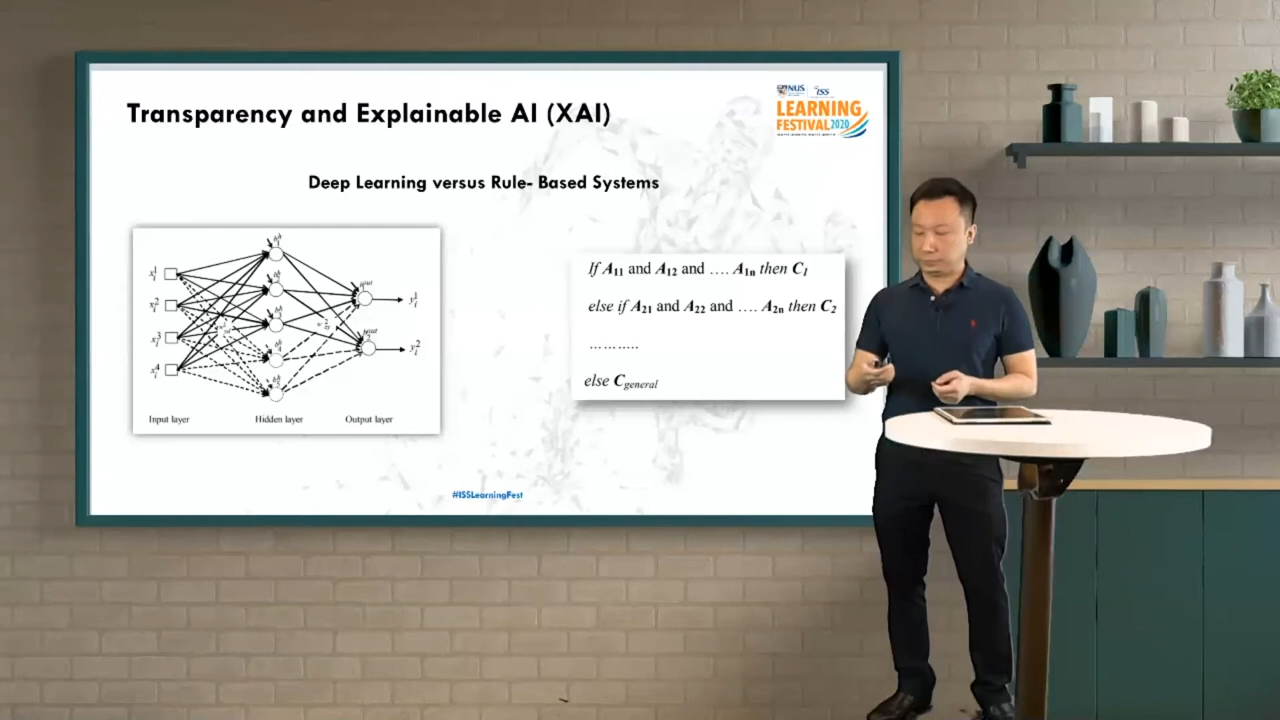 Transparency and Explainable AI (XAI)
NUS ISS
LEARNING
FESTIVAL 2020
Deep Learning versus Rule- Based Systems
Input layer
Hidden layer
Output layer
If A11 and A12 and .... A1n then C1
else if A21 and A22 and .... A2n then C2
...........
else Cgeneral
#ISSLearningFest